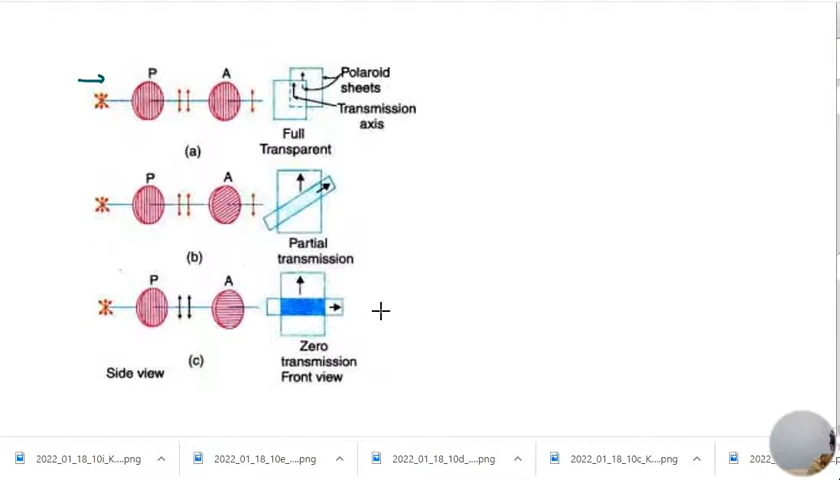 P A
Polaroid
sheets
Transmission
axis
Full
Transparent
(a)
P A
Partial
transmission
(b)
P A
Zero
transmission
Front view
(c)
Side view
2022_01_18_10i_K....png
2022_01_18_10e_....png
2022_01_18_10d_....png
2022_01_18_10c_K....png